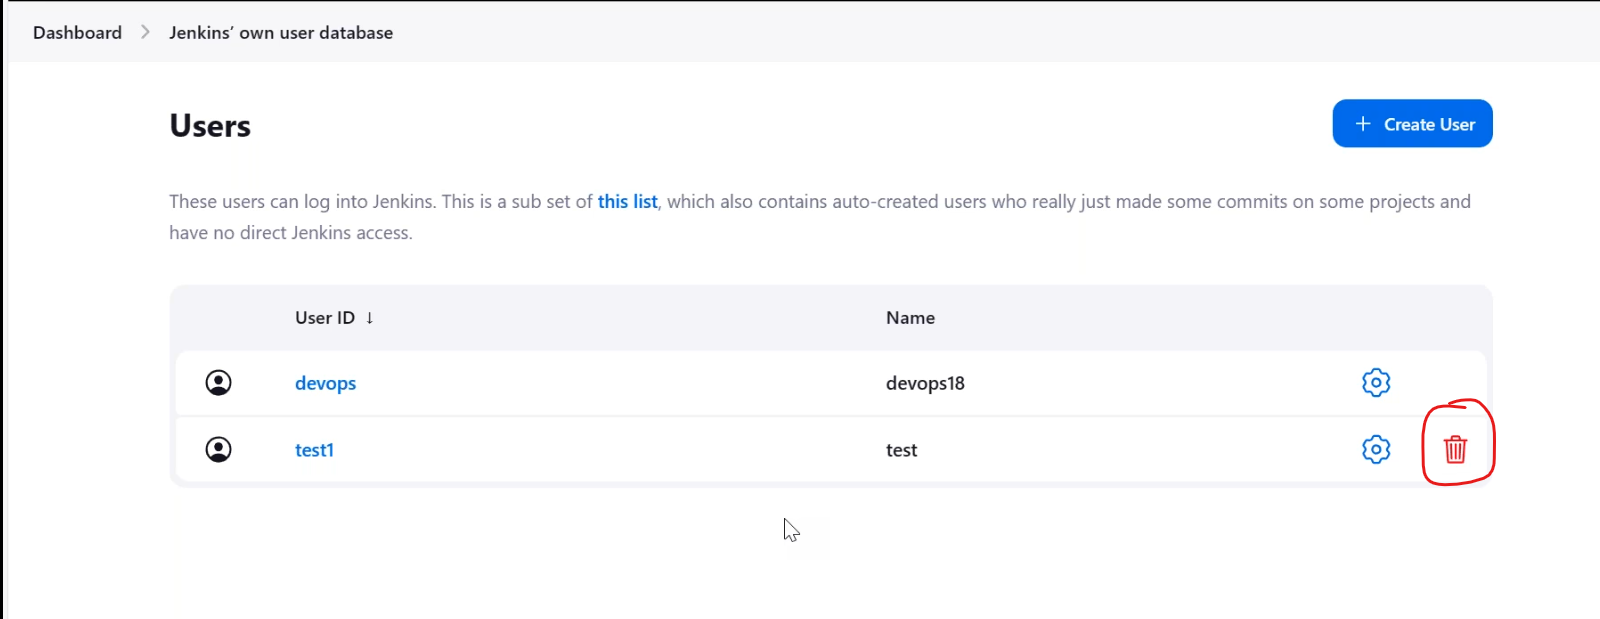 Dashboard > Jenkins’ own user database
Users
+ Create User
These users can log into Jenkins. This is a sub set of this list, which also contains auto-created users who really just made some commits on some projects and
have no direct Jenkins access.
User ID ↓ Name
devops devops18
test1 test